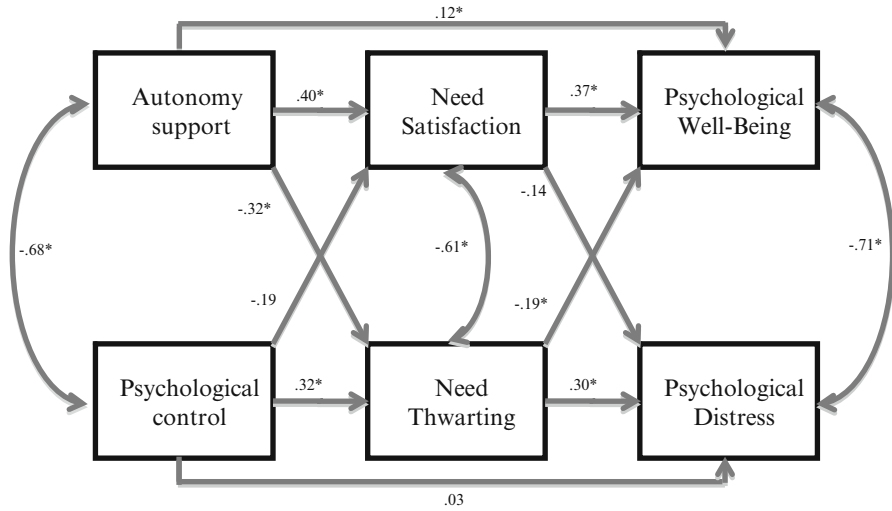 .12*
Autonomy
support
.40*
Need
Satisfaction
.37*
Psychological
Well-Being
-.32*
-.14
-.68*
-.61*
-.71*
-.19
-.19*
Psychological
control
.32*
Need
Thwarting
.30*
Psychological
Distress
.03